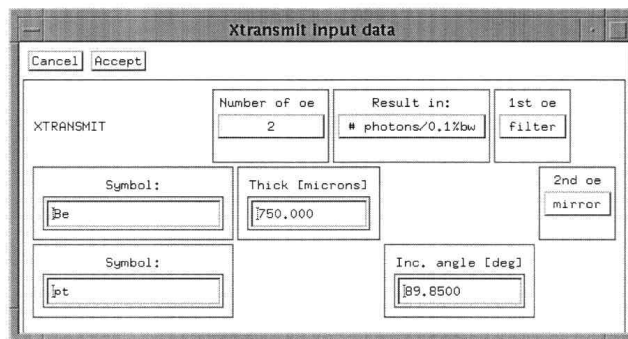 Xtransmit input data
Cancel Accept
Number of oe Result in: 1st oe
XTRANSMIT 2 # photons/0.1%bw filter
Symbol: Thick [microns] 2nd oe
Be 750.000 mirror
Symbol: Inc. angle [deg]
pt 89.8500